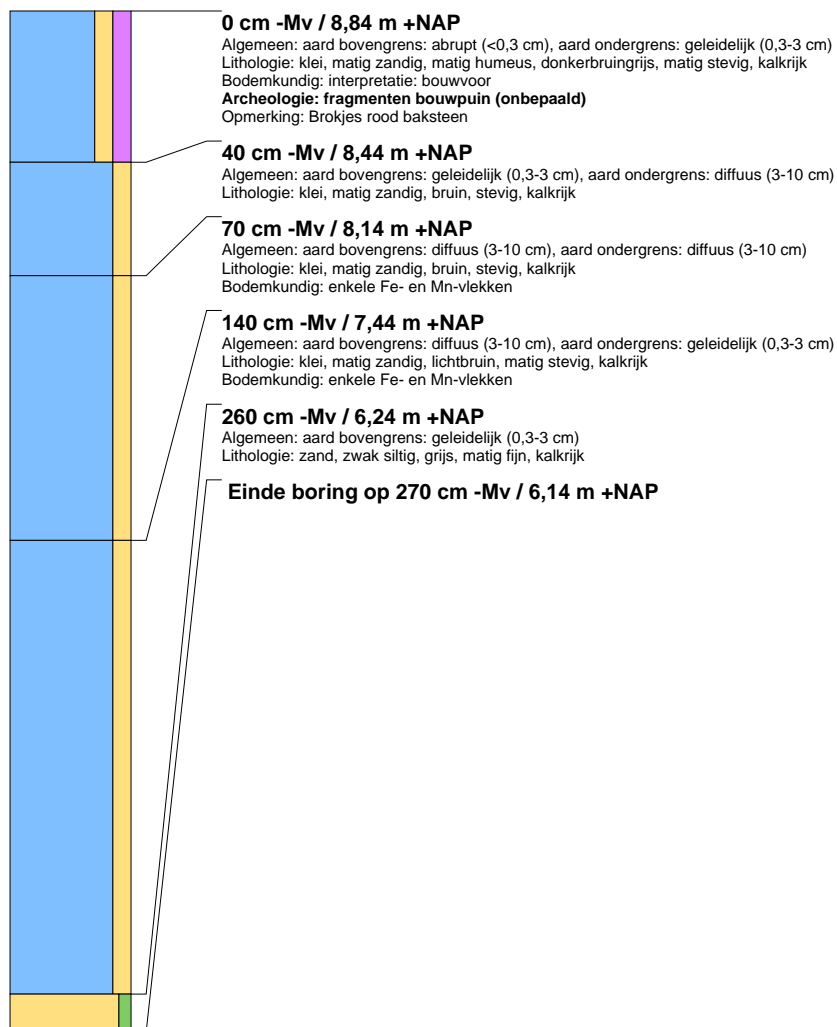 0 cm -Mv / 8,84 m +NAP
Algemeen: aard bovengrens: abrupt (<0,3 cm), aard ondergrens: geleidelijk (0,3-3 cm)
Lithologie: klei, matig zandig, matig humeus, donkerbruingrijs, matig stevig, kalkrijk
Bodemkundig: interpretatie: bouwvoor
Archeologie: fragmenten bouwpuin (onbepaald)
Opmerking: Brokjes rood baksteen
40 cm -Mv / 8,44 m +NAP
Algemeen: aard bovengrens: geleidelijk (0,3-3 cm), aard ondergrens: diffuus (3-10 cm)
Lithologie: klei, matig zandig, bruin, stevig, kalkrijk
70 cm -Mv / 8,14 m +NAP
Algemeen: aard bovengrens: diffuus (3-10 cm), aard ondergrens: diffuus (3-10 cm)
Lithologie: klei, matig zandig, bruin, stevig, kalkrijk
Bodemkundig: enkele Fe- en Mn-vlekken
140 cm -Mv / 7,44 m +NAP
Algemeen: aard bovengrens: diffuus (3-10 cm), aard ondergrens: geleidelijk (0,3-3 cm)
Lithologie: klei, matig zandig, lichtbruin, matig stevig, kalkrijk
Bodemkundig: enkele Fe- en Mn-vlekken
260 cm -Mv / 6,24 m +NAP
Algemeen: aard bovengrens: geleidelijk (0,3-3 cm)
Lithologie: zand, zwak siltig, grijs, matig fijn, kalkrijk
Einde boring op 270 cm -Mv / 6,14 m +NAP